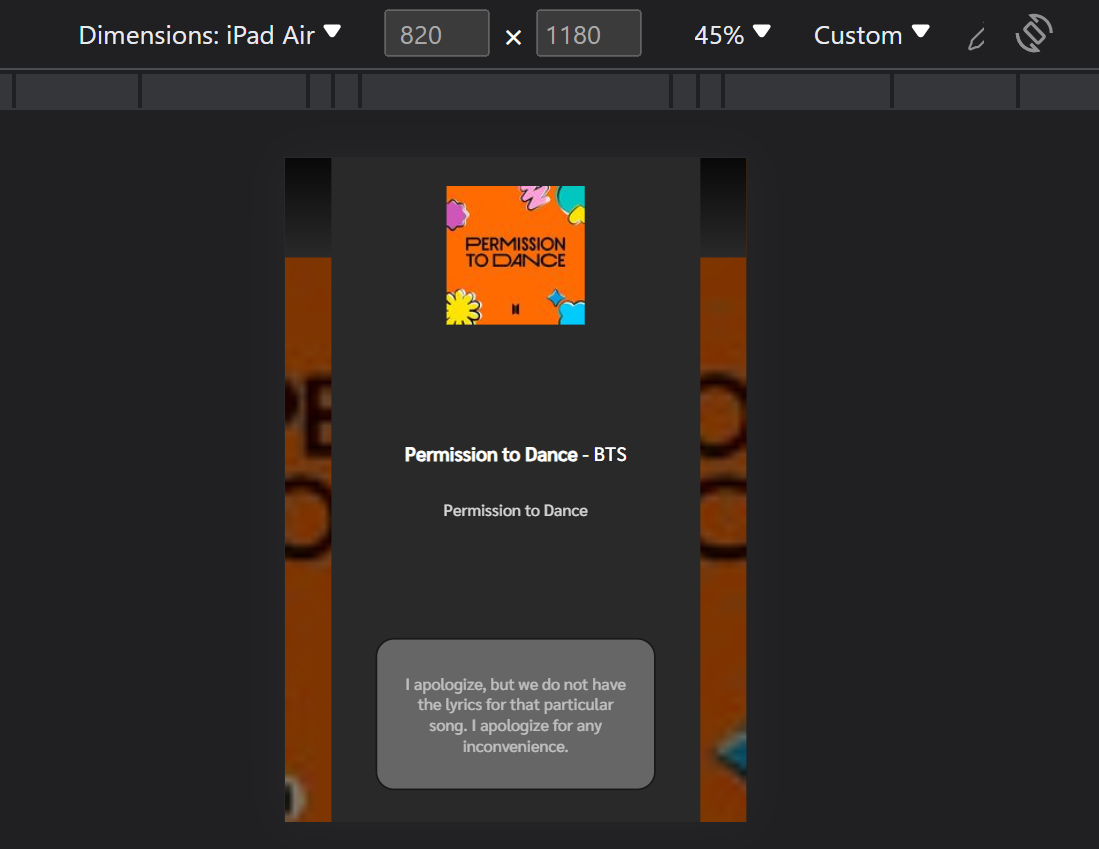 Dimensions: iPad Air 820 × 1180 45% Custom
PERMISSION
TO DANCE
Permission to Dance - BTS
Permission to Dance
I apologize, but we do not have
the lyrics for that particular
song. I apologize for any
inconvenience.